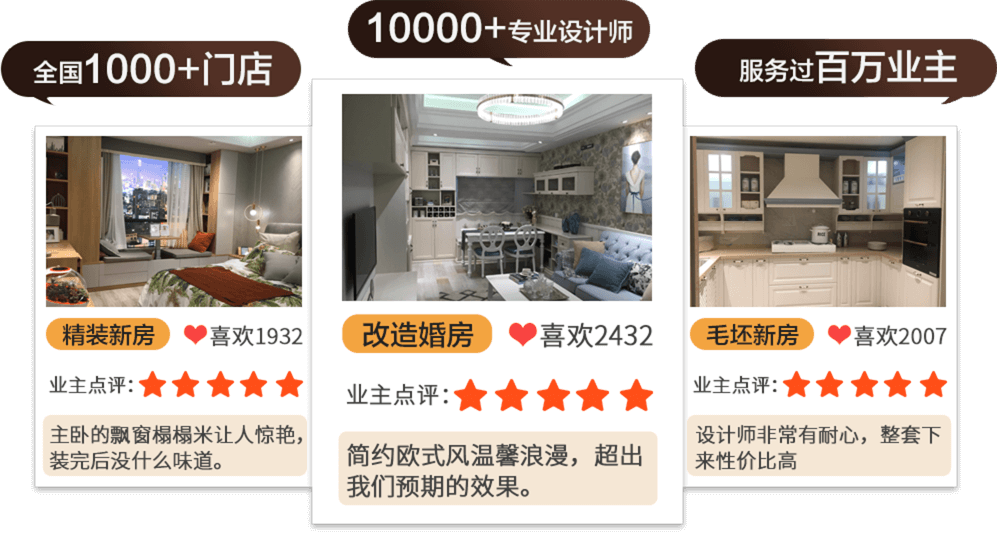 全国1000+门店
10000+专业设计师
服务过百万业主
精装新房
喜欢1932
业主点评:
主卧的飘窗榻榻米让人惊艳,
装完后没什么味道。
改造婚房
喜欢2432
业主点评:
简约欧式风温馨浪漫，超出
我们预期的效果。
毛坯新房
喜欢2007
业主点评:
设计师非常有耐心，整套下
来性价比高